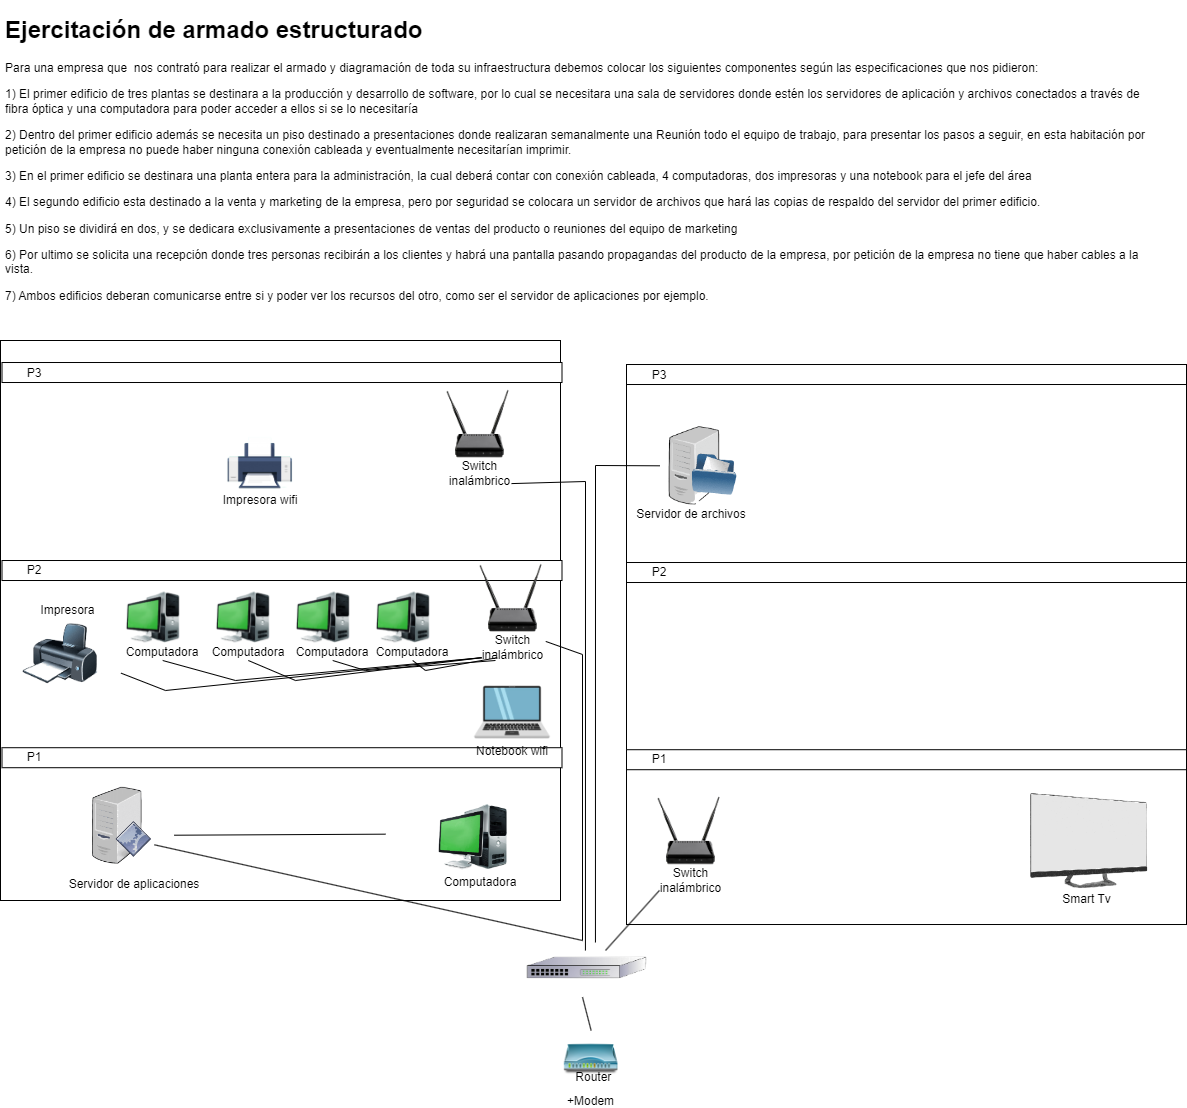 Ejercitación de armado estructurado
Para una empresa que  nos contrató para realizar el armado y diagramación de toda su infraestructura debemos colocar los siguientes componentes según las especificaciones que nos pidieron:
1) El primer edificio de tres plantas se destinara a la producción y desarrollo de software, por lo cual se necesitara una sala de servidores donde estén los servidores de aplicación y archivos conectados a través de
fibra óptica y una computadora para poder acceder a ellos si se lo necesitaría
2) Dentro del primer edificio además se necesita un piso destinado a presentaciones donde realizaran semanalmente una Reunión todo el equipo de trabajo, para presentar los pasos a seguir, en esta habitación por
petición de la empresa no puede haber ninguna conexión cableada y eventualmente necesitarían imprimir.
3) En el primer edificio se destinara una planta entera para la administración, la cual deberá contar con conexión cableada, 4 computadoras, dos impresoras y una notebook para el jefe del área
4) El segundo edificio esta destinado a la venta y marketing de la empresa, pero por seguridad se colocara un servidor de archivos que hará las copias de respaldo del servidor del primer edificio.
5) Un piso se dividirá en dos, y se dedicara exclusivamente a presentaciones de ventas del producto o reuniones del equipo de marketing
6) Por ultimo se solicita una recepción donde tres personas recibirán a los clientes y habrá una pantalla pasando propagandas del producto de la empresa, por petición de la empresa no tiene que haber cables a la
vista.
7) Ambos edificios deberan comunicarse entre si y poder ver los recursos del otro, como ser el servidor de aplicaciones por ejemplo.
P3
Switch
inalámbrico
Impresora wifi
P2
Impresora
Computadora
Computadora
Computadora
Computadora
Switch
inalámbrico
Notebook wifi
P1
Servidor de aplicaciones
Computadora
P3
Servidor de archivos
P2
P1
Switch
inalámbrico
Smart Tv
Router
+Modem